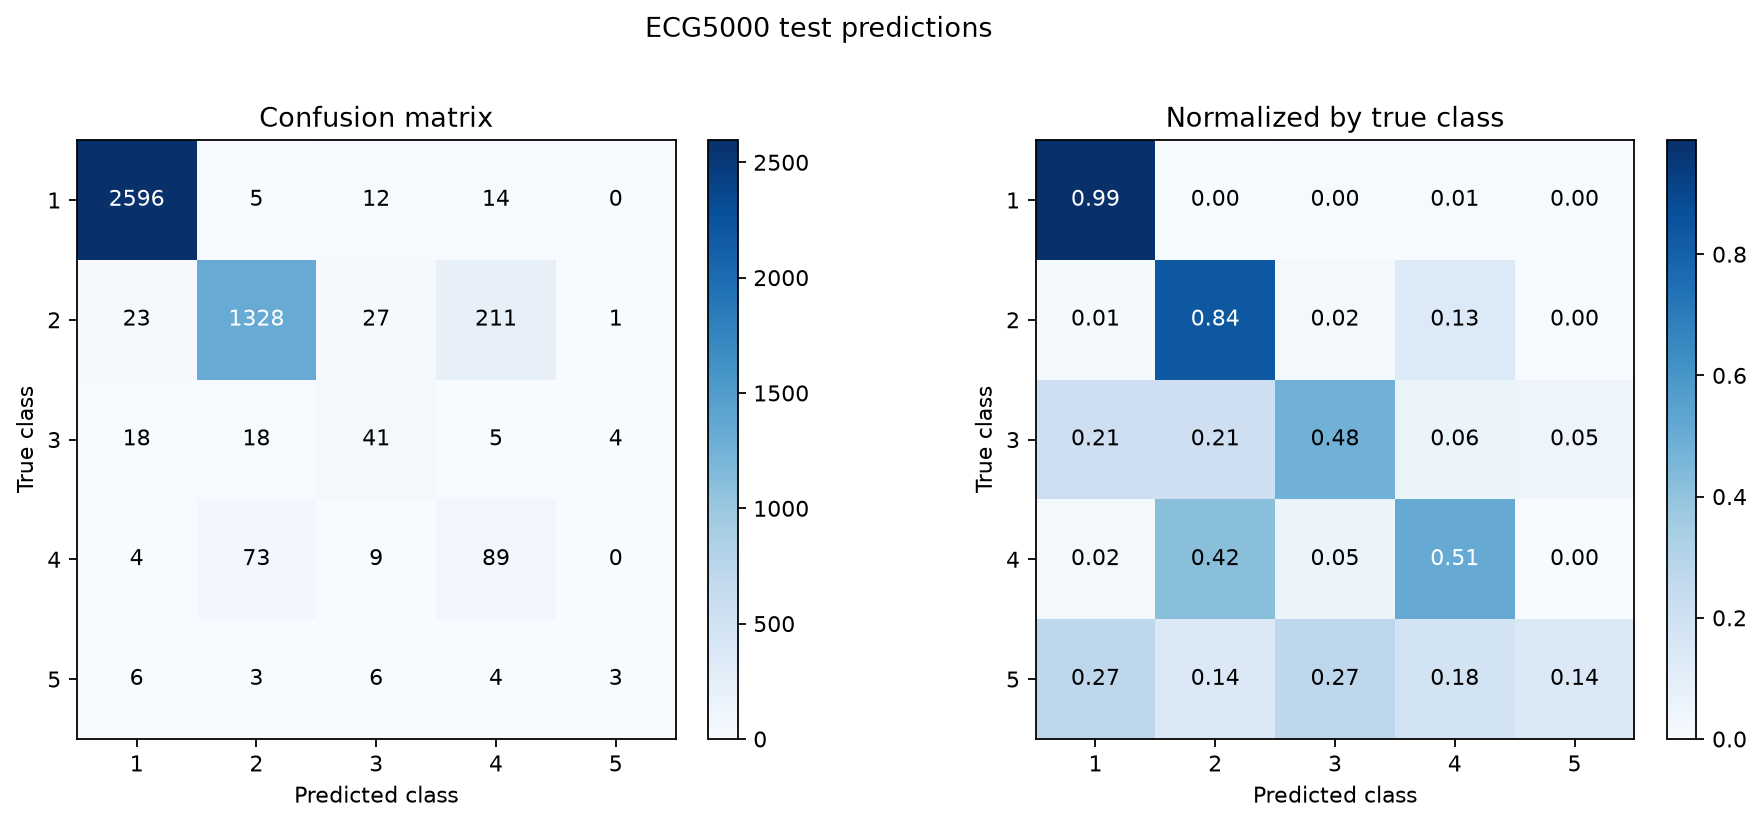 ECG5000 test predictions
Confusion matrix
True class
1 2596 5 12 14 0
2 23 1328 27 211 1
3 18 18 41 5 4
4 4 73 9 89 0
5 6 3 6 4 3
1 2 3 4 5
Predicted class
2500
2000
1500
1000
500
0
Normalized by true class
True class
1 0.99 0.00 0.00 0.01 0.00
2 0.01 0.84 0.02 0.13 0.00
3 0.21 0.21 0.48 0.06 0.05
4 0.02 0.42 0.05 0.51 0.00
5 0.27 0.14 0.27 0.18 0.14
1 2 3 4 5
Predicted class
0.8
0.6
0.4
0.2
0.0